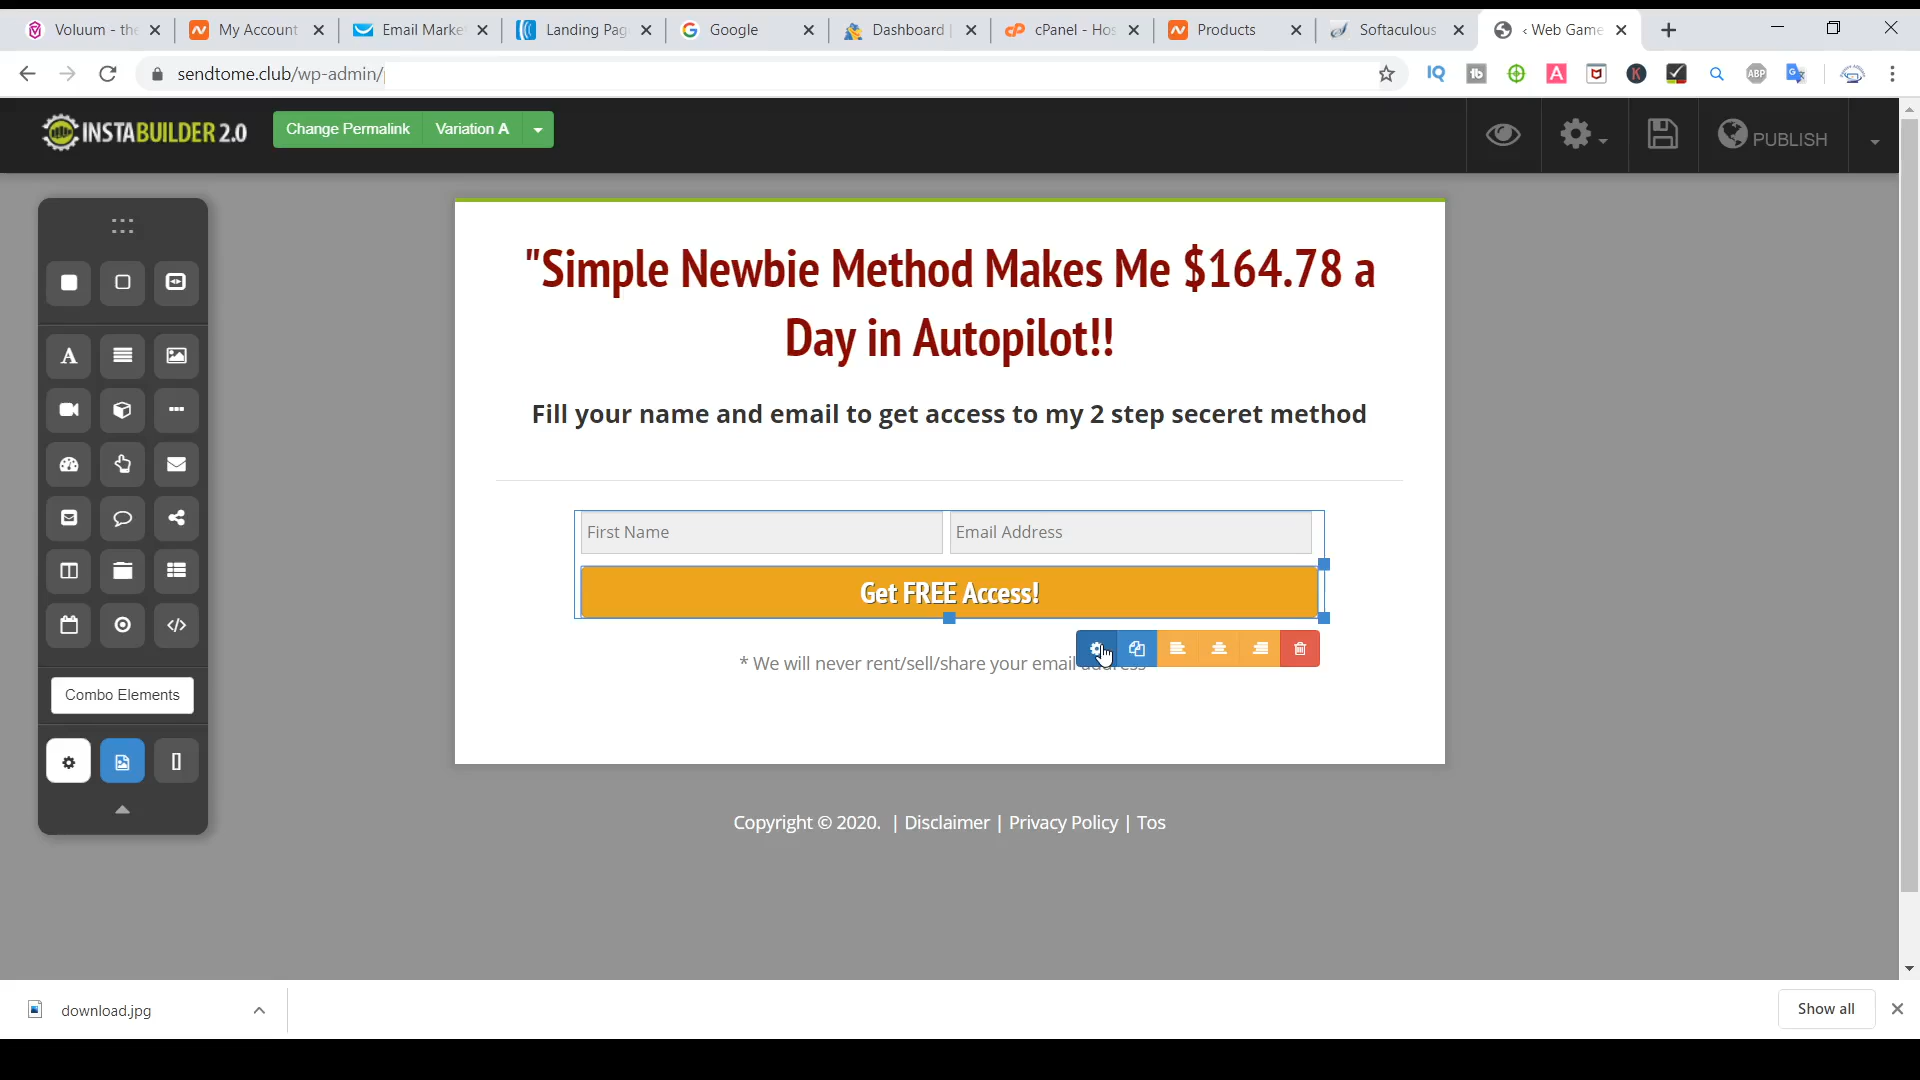 Voluum - the
My Account
Email Marke
Landing Pag
Google
Dashboard |
cPanel - Hos
Products
Softaculous
‹ Web Game
sendtome.club/wp-admin/
IQ
tb
A
K
ABP
INSTABUILDER 2.0
Change Permalink
Variation A
PUBLISH
"Simple Newbie Method Makes Me $164.78 a
Day in Autopilot!!
Fill your name and email to get access to my 2 step seceret method
First Name
Email Address
Get FREE Access!
* We will never rent/sell/share your email address
A
Combo Elements
Copyright © 2020. | Disclaimer | Privacy Policy | Tos
download.jpg
Show all